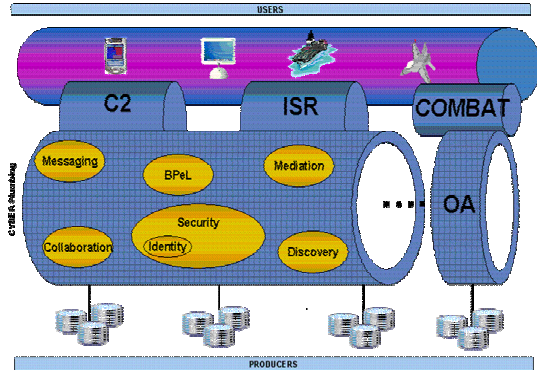 USERS
C2
ISR
COMBAT
CYBER Plumbing
Messaging
BPeL
Mediation
OA
Security
Identity
Collaboration
Discovery
PRODUCERS